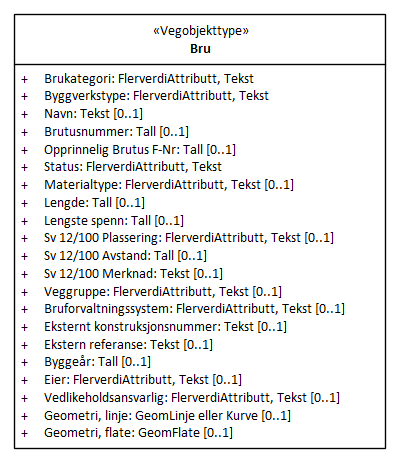 «Vegobjekttype»
Bru
+ Brukategori: FlerverdiAttributt, Tekst
+ Byggverkstype: FlerverdiAttributt, Tekst
+ Navn: Tekst [0..1]
+ Brutusnummer: Tall [0..1]
+ Opprinnelig Brutus F-Nr: Tall [0..1]
+ Status: FlerverdiAttributt, Tekst
+ Materialtype: FlerverdiAttributt, Tekst [0..1]
+ Lengde: Tall [0..1]
+ Lengste spenn: Tall [0..1]
+ Sv 12/100 Plassering: FlerverdiAttributt, Tekst [0..1]
+ Sv 12/100 Avstand: Tall [0..1]
+ Sv 12/100 Merknad: Tekst [0..1]
+ Veggruppe: FlerverdiAttributt, Tekst [0..1]
+ Bruforvaltningssystem: FlerverdiAttributt, Tekst [0..1]
+ Eksternt konstruksjonsnummer: Tekst [0..1]
+ Ekstern referanse: Tekst [0..1]
+ Byggeår: Tall [0..1]
+ Eier: FlerverdiAttributt, Tekst [0..1]
+ Vedlikeholdsansvarlig: FlerverdiAttributt, Tekst [0..1]
+ Geometri, linje: GeomLinje eller Kurve [0..1]
+ Geometri, flate: GeomFlate [0..1]